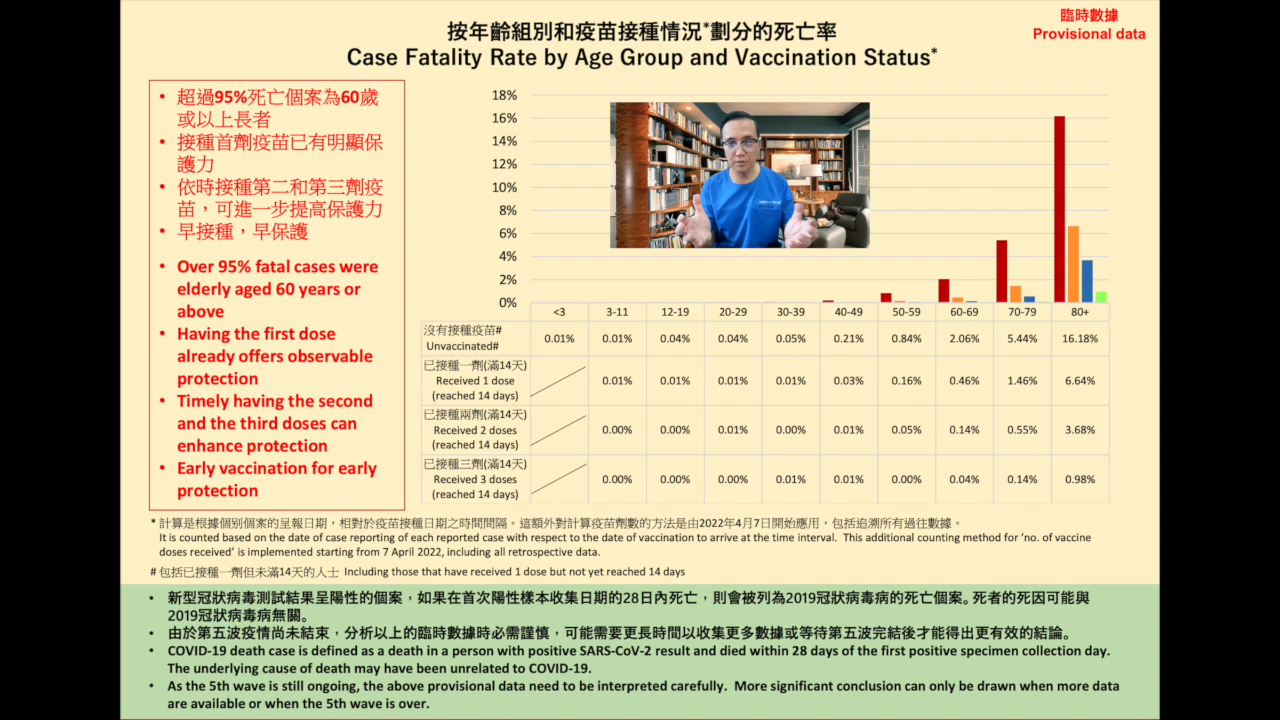 臨時數據
Provisional data
按年齡組別和疫苗接種情況*劃分的死亡率
Case Fatality Rate by Age Group and Vaccination Status*
• 超過95%死亡個案為60歲
或以上長者
• 接種首劑疫苗已有明顯保
護力
• 依時接種第二和第三劑疫
苗，可進一步提高保護力
• 早接種，早保護
• Over 95% fatal cases were
elderly aged 60 years or
above
• Having the first dose
already offers observable
protection
• Timely having the second
and the third doses can
enhance protection
• Early vaccination for early
protection
18%
16%
14%
12%
10%
8%
6%
4%
2%
0%
<3 3-11 12-19 20-29 30-39 40-49 50-59 60-69 70-79 80+
沒有接種疫苗#
Unvaccinated#
0.01% 0.01% 0.04% 0.04% 0.05% 0.21% 0.84% 2.06% 5.44% 16.18%
已接種一劑(滿14天)
Received 1 dose
(reached 14 days)
0.01% 0.01% 0.01% 0.01% 0.03% 0.16% 0.46% 1.46% 6.64%
已接種兩劑(滿14天)
Received 2 doses
(reached 14 days)
0.00% 0.00% 0.01% 0.00% 0.01% 0.05% 0.14% 0.55% 3.68%
已接種三劑(滿14天)
Received 3 doses
(reached 14 days)
0.00% 0.00% 0.00% 0.01% 0.01% 0.00% 0.04% 0.14% 0.98%
* 計算是根據個別個案的呈報日期，相對於疫苗接種日期之時間間隔。這額外對計算疫苗劑數的方法是由2022年4月7日開始應用，包括追溯所有過往數據。
It is counted based on the date of case reporting of each reported case with respect to the date of vaccination to arrive at the time interval. This additional counting method for ‘no. of vaccine
doses received’ is implemented starting from 7 April 2022, including all retrospective data.
# 包括已接種一劑但未滿14天的人士 Including those that have received 1 dose but not yet reached 14 days
• 新型冠狀病毒測試結果呈陽性的個案，如果在首次陽性樣本收集日期的28日內死亡，則會被列為2019冠狀病毒病的死亡個案。死者的死因可能與
2019冠狀病毒病無關。
• 由於第五波疫情尚未結束，分析以上的臨時數據時必需謹慎，可能需要更長時間以收集更多數據或等待第五波完結後才能得出更有效的結論。
• COVID-19 death case is defined as a death in a person with positive SARS-CoV-2 result and died within 28 days of the first positive specimen collection day.
The underlying cause of death may have been unrelated to COVID-19.
• As the 5th wave is still ongoing, the above provisional data need to be interpreted carefully. More significant conclusion can only be drawn when more data
are available or when the 5th wave is over.